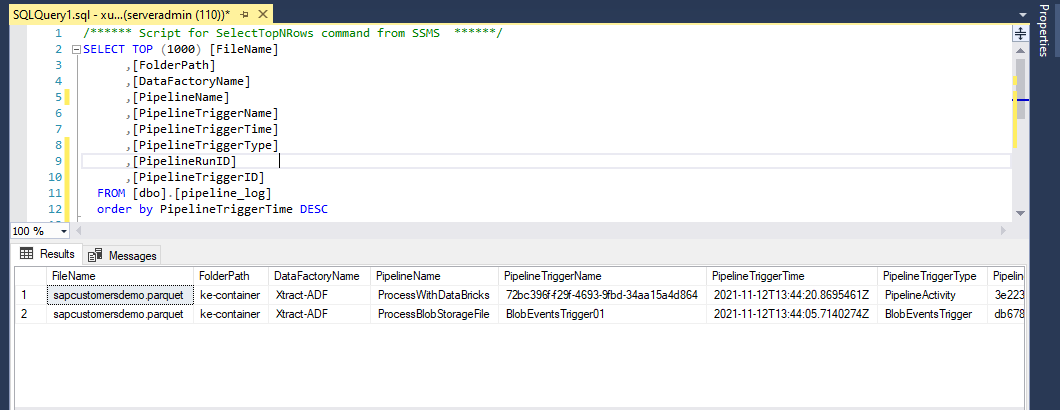 SQLQuery1.sql - xu...(serveradmin (110))*
Properties
1 /****** Script for SelectTopNRows command from SSMS ******/
2 SELECT TOP (1000) [FileName]
3 ,[FolderPath]
4 ,[DataFactoryName]
5 ,[PipelineName]
6 ,[PipelineTriggerName]
7 ,[PipelineTriggerTime]
8 ,[PipelineTriggerType]
9 ,[PipelineRunID]
10 ,[PipelineTriggerID]
11 FROM [dbo].[pipeline_log]
12 order by PipelineTriggerTime DESC
100 %
Results Messages
FileName FolderPath DataFactoryName PipelineName PipelineTriggerName PipelineTriggerTime PipelineTriggerType Pipelin
1 sapcustomersdemo.parquet ke-container Xtract-ADF ProcessWithDataBricks 72bc396f-f29f-4693-9fbd-34aa15a4d864 2021-11-12T13:44:20.8695461Z PipelineActivity 3e223
2 sapcustomersdemo.parquet ke-container Xtract-ADF ProcessBlobStorageFile BlobEventsTrigger01 2021-11-12T13:44:05.7140274Z BlobEventsTrigger db678